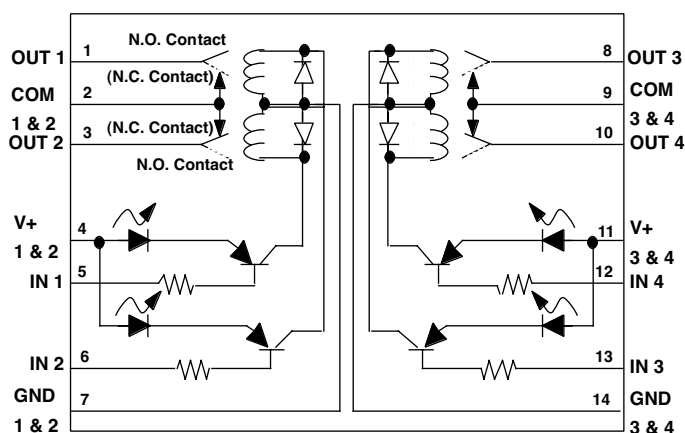 OUT 1
1
N.O. Contact
(N.C. Contact)
COM
1 & 2
2
OUT 2
3
(N.C. Contact)
N.O. Contact
V+
1 & 2
4
IN 1
5
IN 2
6
GND
1 & 2
7
8
OUT 3
9
COM
3 & 4
10
OUT 4
11
V+
3 & 4
12
IN 4
13
IN 3
14
GND
3 & 4